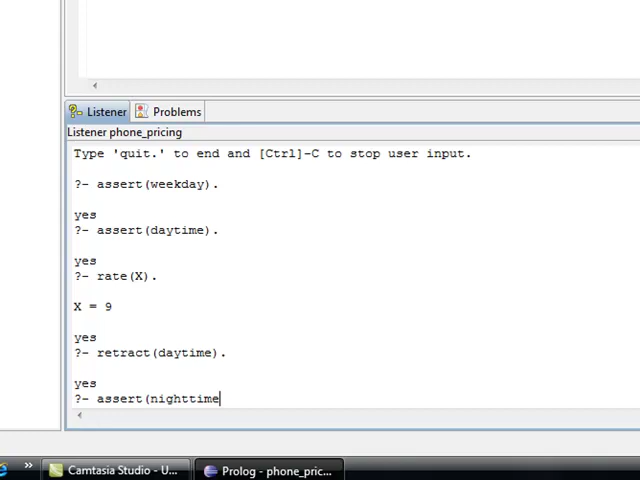 Listener
Problems
Listener phone_pricing
Type 'quit.' to end and [Ctrl]-C to stop user input.
?- assert(weekday).
yes
?- assert(daytime).
yes
?- rate(X).
X = 9
yes
?- retract(daytime).
yes
?- assert(nighttime
» Camtasia Studio - U... Prolog - phone_pric...